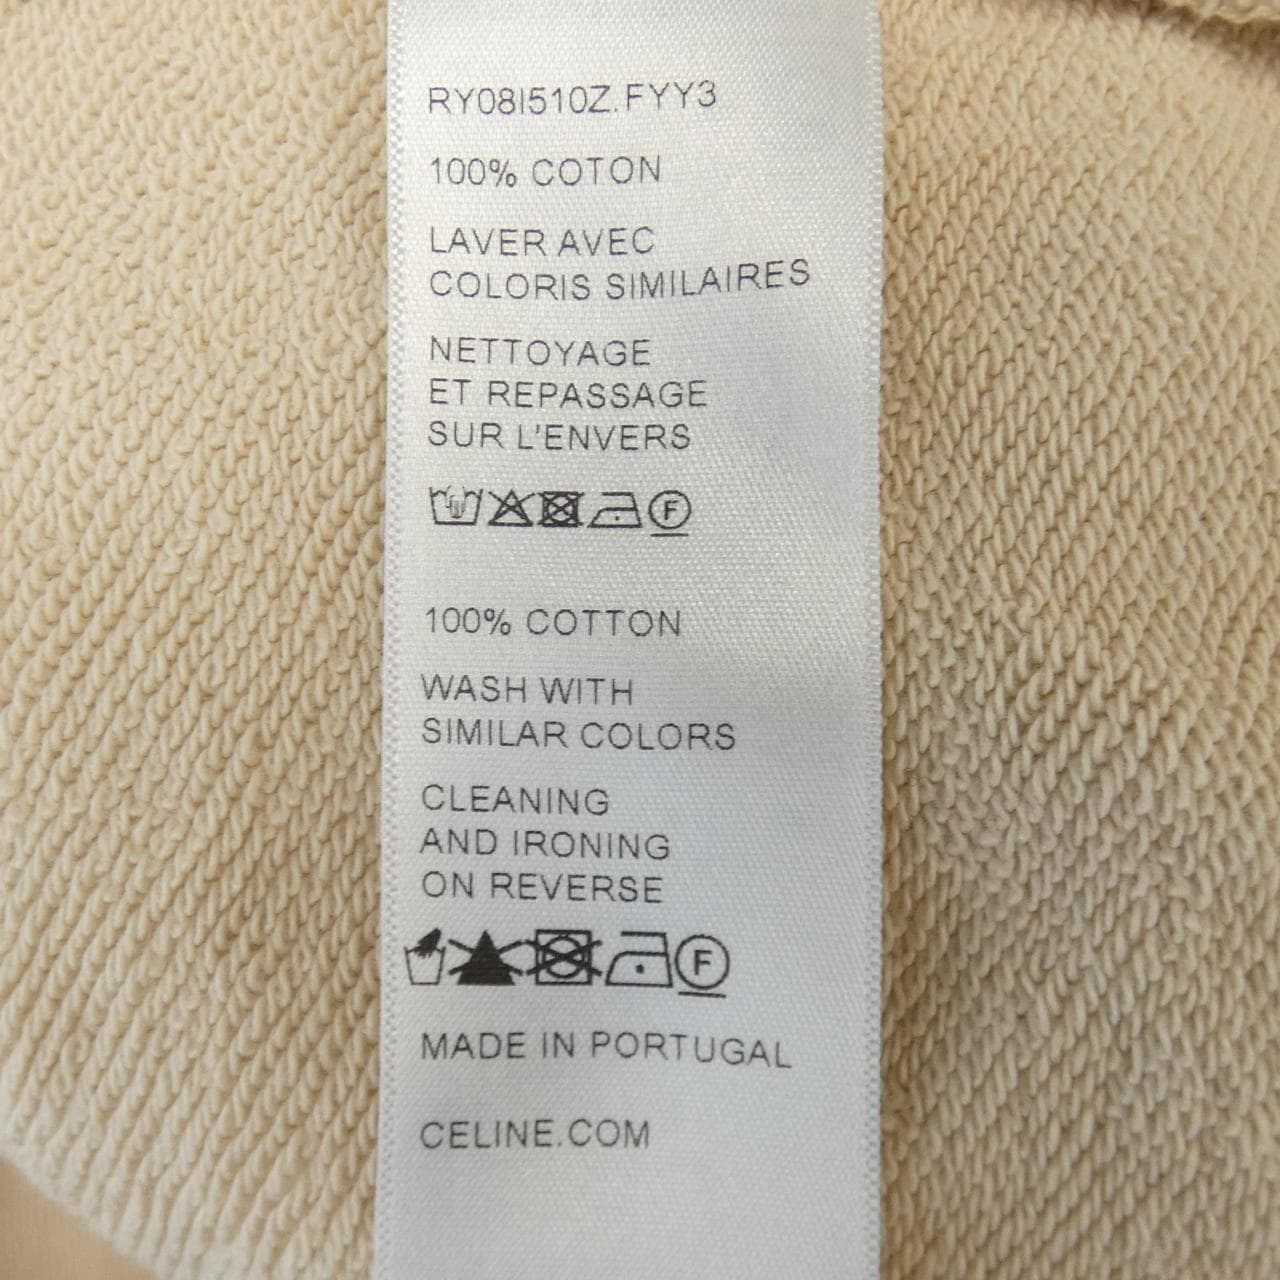 RY08I510Z.FYY3
100% COTON
LAVER AVEC
COLORIS SIMILAIRES
NETTOYAGE
ET REPASSAGE
SUR L'ENVERS
F
100% COTTON
WASH WITH
SIMILAR COLORS
CLEANING
AND IRONING
ON REVERSE
F
MADE IN PORTUGAL
CELINE.COM